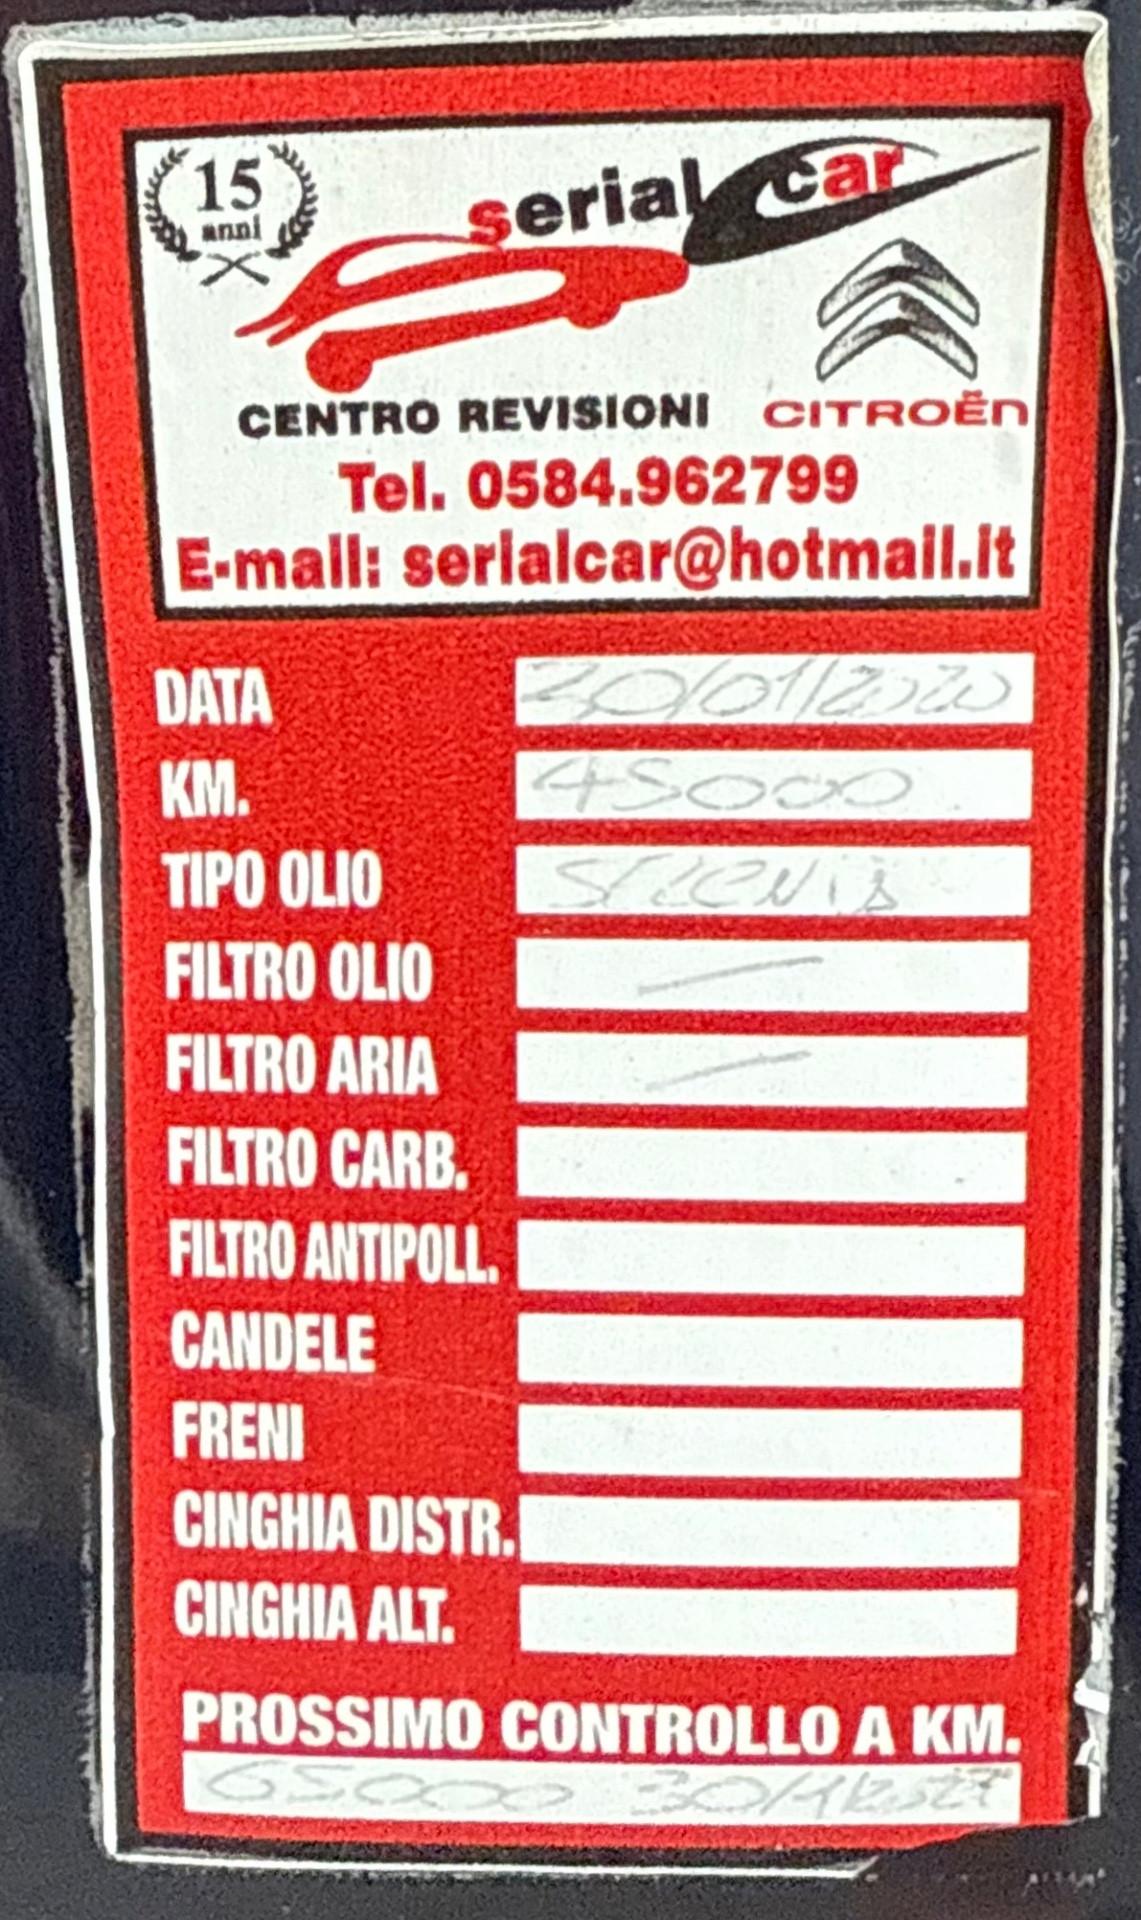 15
anni
serial car
CENTRO REVISIONI CITROËN
Tel. 0584.962799
E-mail: serialcar@hotmail.it
DATA 30/01/2020
KM. 45000
TIPO OLIO SELENIA
FILTRO OLIO —
FILTRO ARIA —
FILTRO CARB.
FILTRO ANTIPOLL.
CANDELE
FRENI
CINGHIA DISTR.
CINGHIA ALT.
PROSSIMO CONTROLLO A KM.
65000